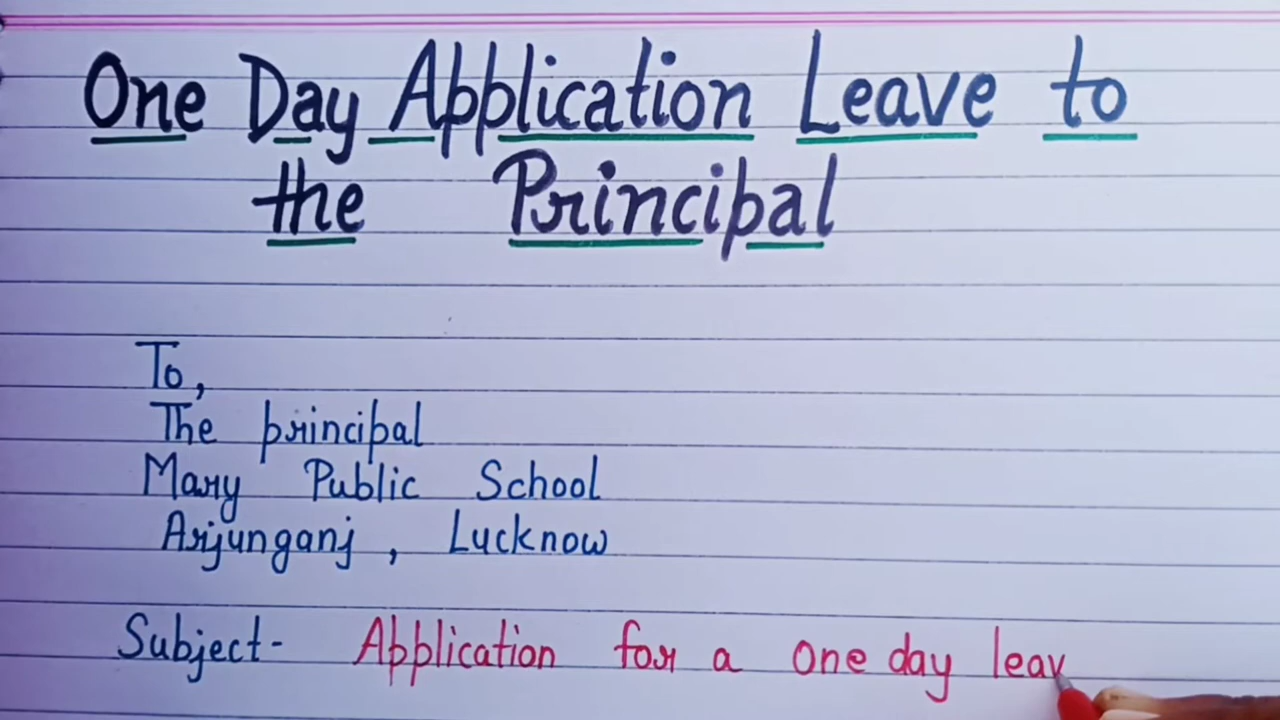 One Day Application Leave to
the Principal
To,
The principal
Mary Public School
Arjunganj, Lucknow
Subject- Application for a one day leav